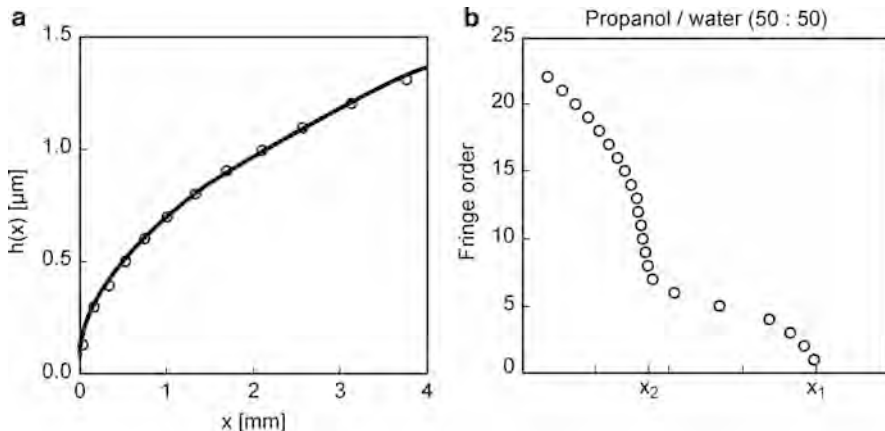 a
1.5
1.0
0.5
0.0
h(x) [μm]
0 1 2 3 4
x [mm]
b
Propanol / water (50 : 50)
25
20
15
10
5
0
Fringe order
x₂ x₁